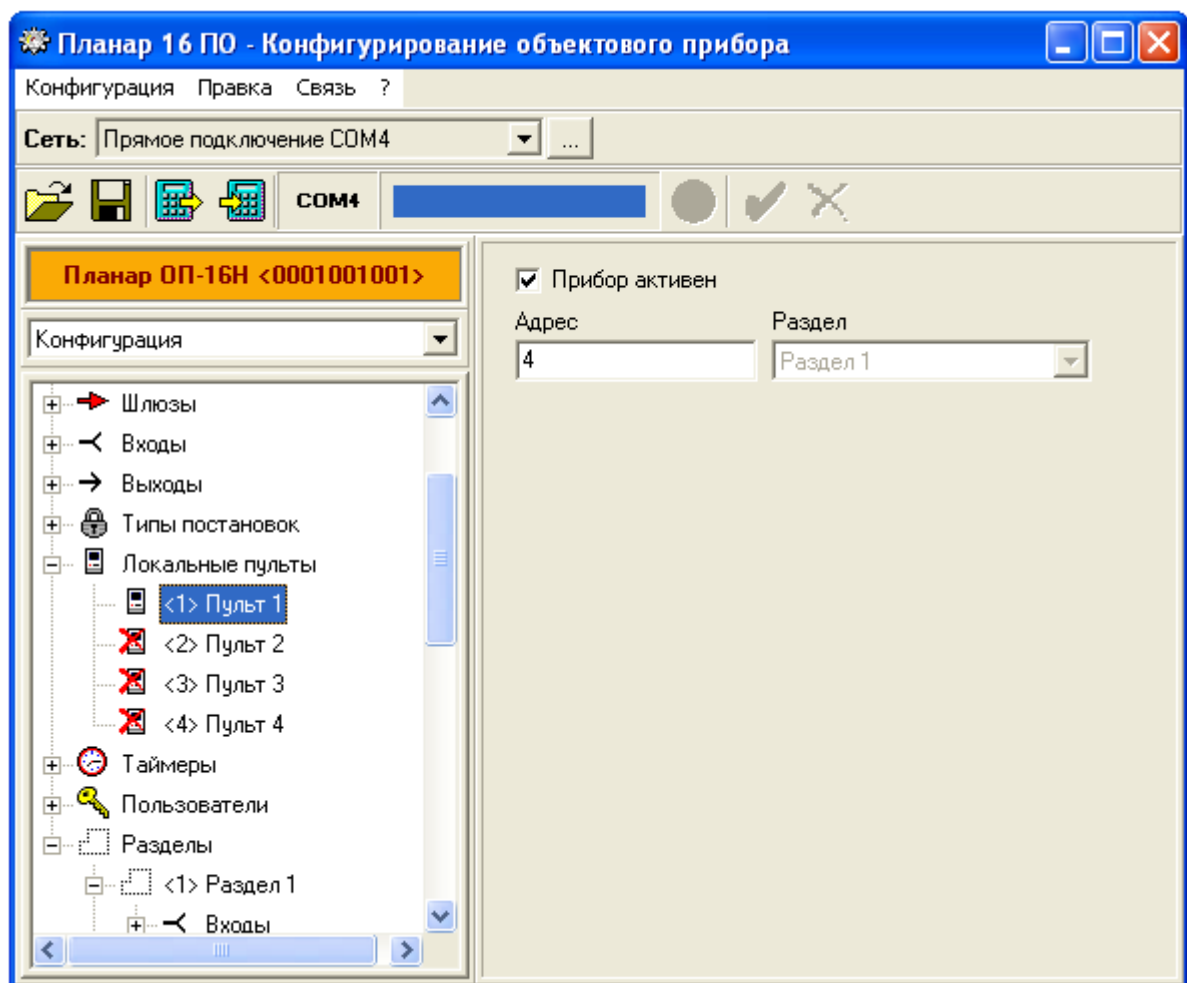 Планар 16 ПО - Конфигурирование объектового прибора
Конфигурация Правка Связь ?
Сеть: Прямое подключение COM4 ...
COM4
Планар ОП-16Н <0001001001>
Конфигурация
Шлюзы
Входы
Выходы
Типы постановок
Локальные пульты
<1> Пульт 1
<2> Пульт 2
<3> Пульт 3
<4> Пульт 4
Таймеры
Пользователи
Разделы
<1> Раздел 1
Входы
Прибор активен
Адрес Раздел
4 Раздел 1